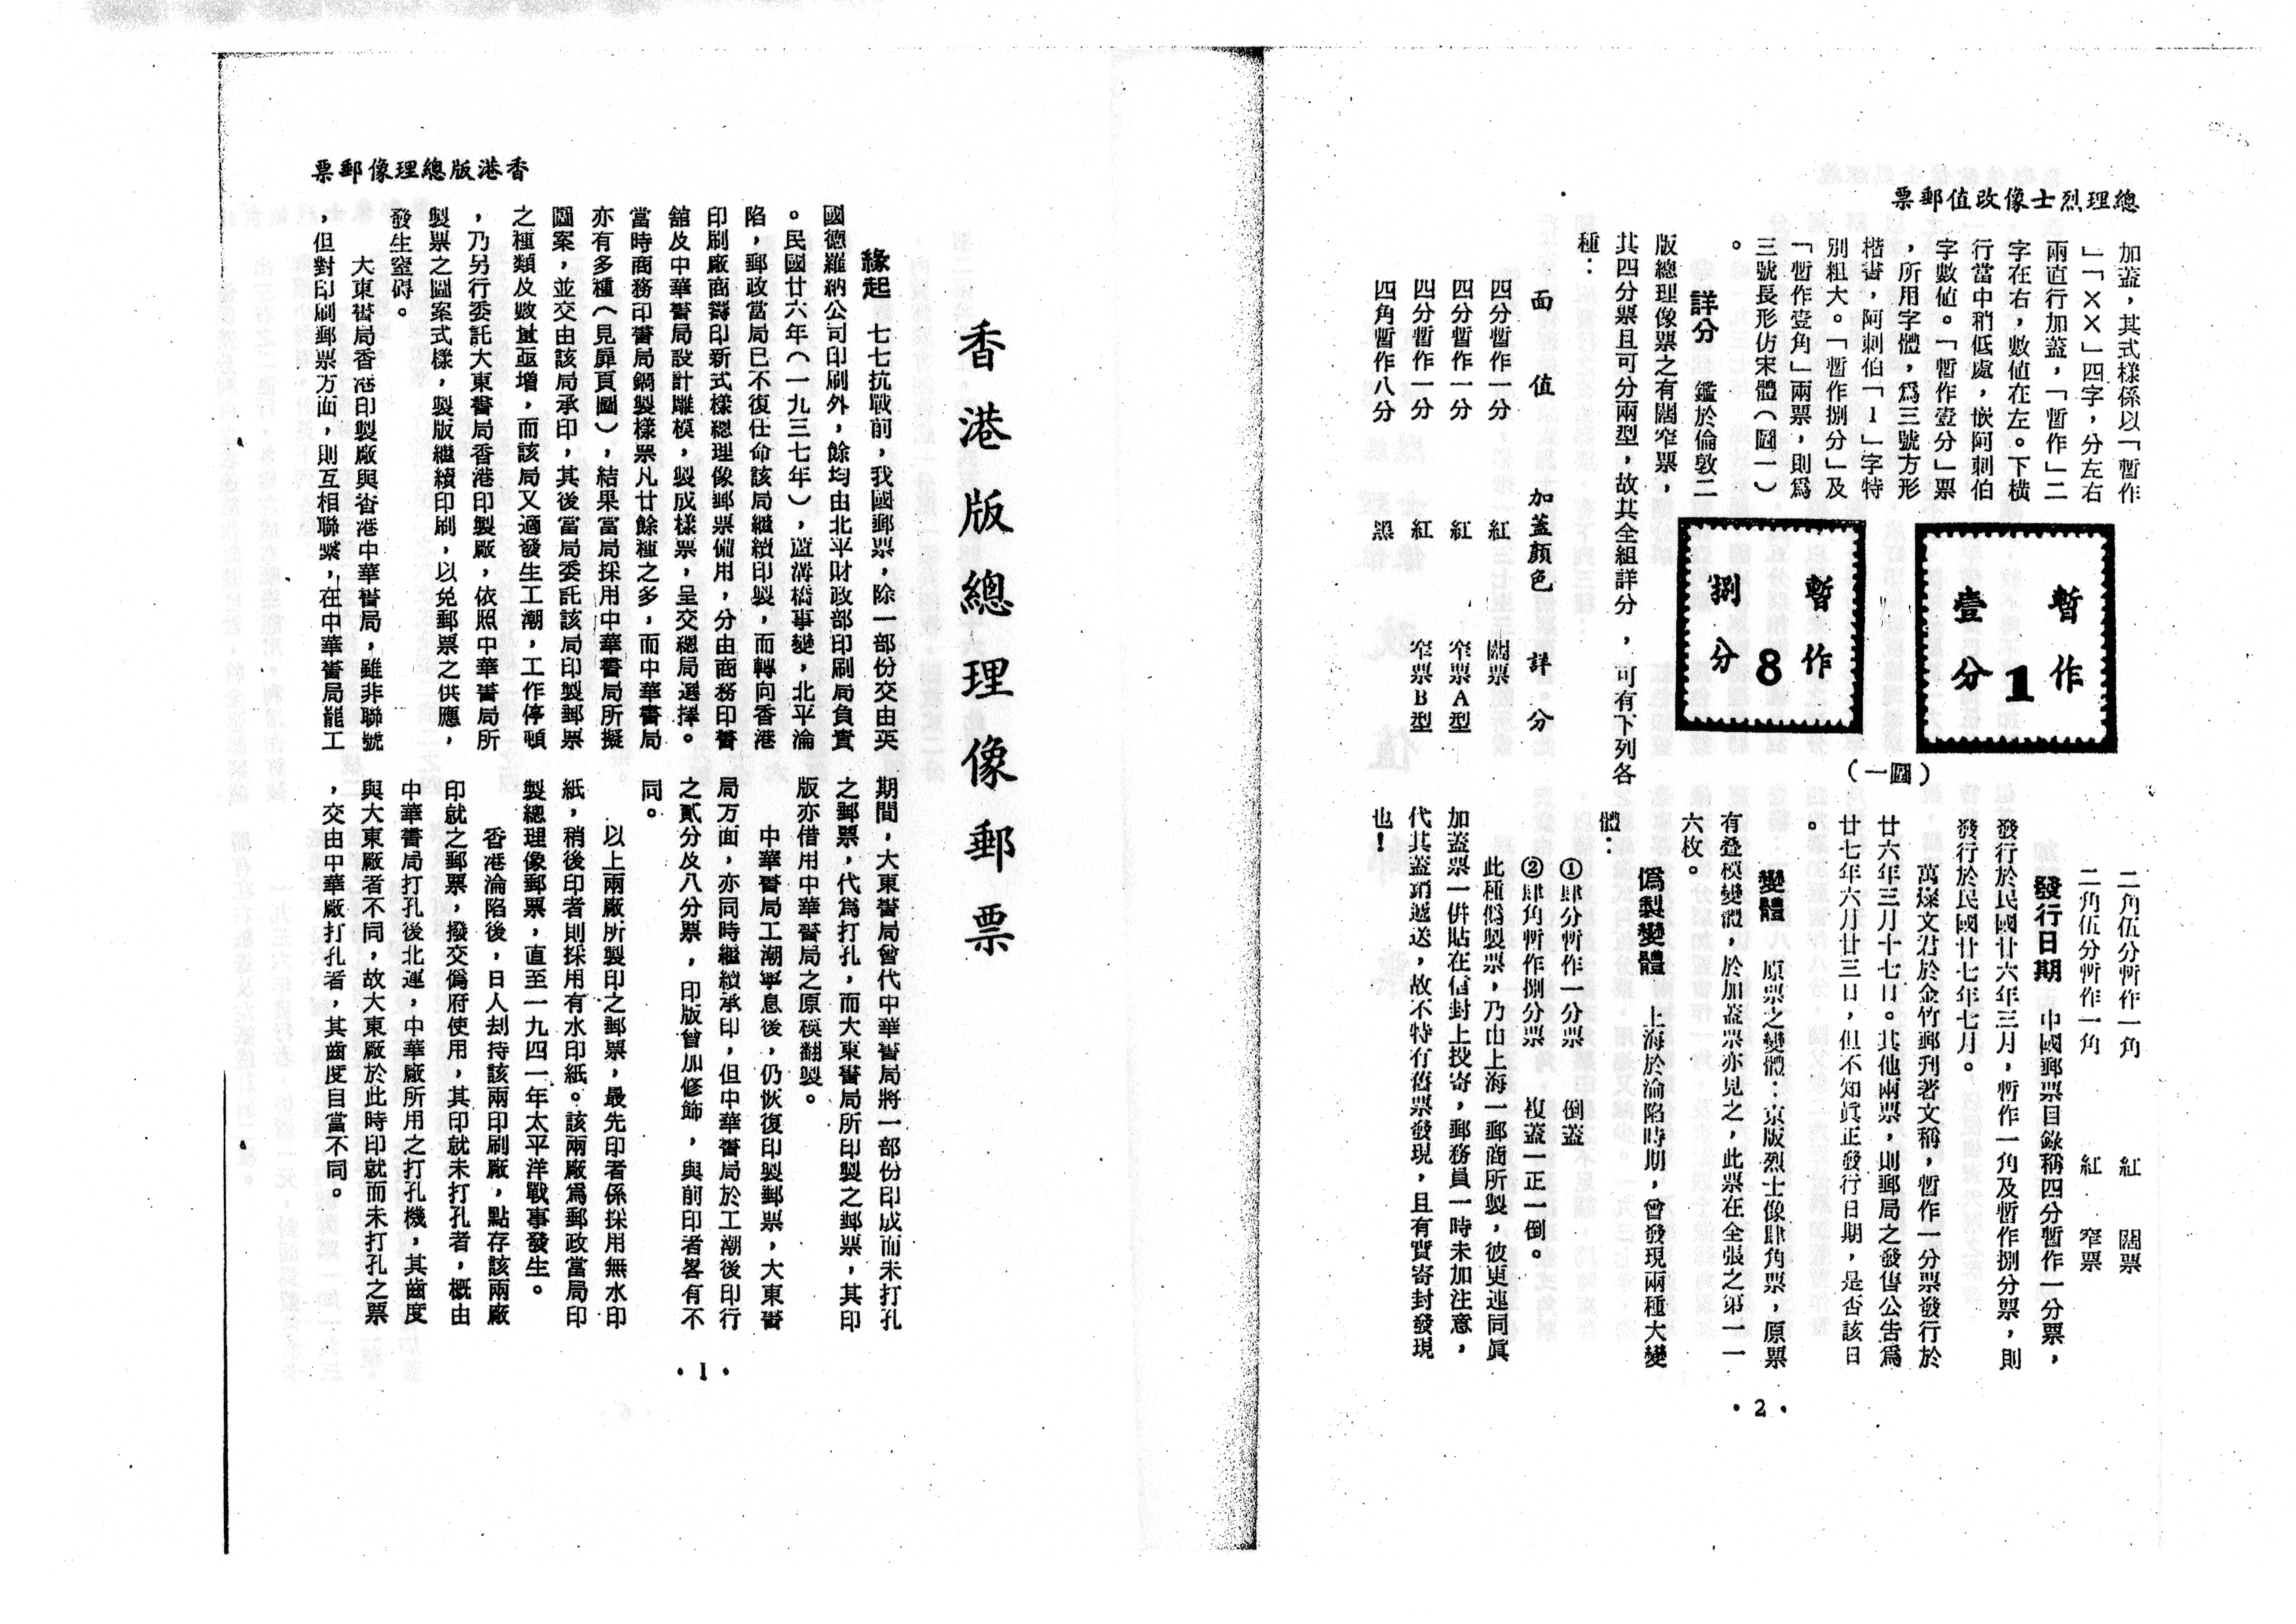 總理烈士像改值郵票
加蓋，其式樣係以「暫作
」「××」四字，分左右
兩直行加蓋，「暫作」二
字在右，數値在左。下橫
行當中稍低處，嵌阿刺伯
字數値。「暫作壹分」票
，所用字體，爲三號方形
楷書，阿刺伯「1」字特
別粗大。「暫作捌分」及
「暫作壹角」兩票，則爲
三號長形仿宋體（圖一）
。
詳分　鑑於倫敦二
版總理像票之有闊窄票，
其四分票且可分兩型，故其全組詳分，可有下列各
種：
面値　加蓋顏色　詳分
四分暫作一分　紅　闊票
四分暫作一分　紅　窄票A型
四分暫作一分　紅　窄票B型
四角暫作八分　黑
暫作
壹分
1
暫作
捌分
8
（圖一）
二角伍分暫作一角　紅　闊票
二角伍分暫作一角　紅　窄票
發行日期　中國郵票目錄稱四分暫作一分票，
發行於民國廿六年三月，暫作一角及暫作捌分票，則
發行於民國廿七年七月。
萬燦文君於金竹郵刊著文稱，暫作一分票發行於
廿六年三月十七日。其他兩票，則郵局之發售公告爲
廿七年六月廿三日，但不知眞正發行日期，是否該日
。
變體　原票之變體：京版烈士像肆角票，原票
有叠模變體，於加蓋票亦見之，此票在全張之第一一
六枚。
僞製變體　上海於淪陷時期，曾發現兩種大變
體：
①肆分暫作一分票　倒蓋
②肆角暫作捌分票　複蓋一正一倒。
此種僞製票，乃由上海一郵商所製，彼更連同眞
加蓋票一併貼在信封上投寄，郵務員一時未加注意，
代其蓋銷遞送，故不特有舊票發現，且有實寄封發現
也！
・2・
香港版總理像郵票
香港版總理像郵票
緣起　七七抗戰前，我國郵票，除一部份交由英
國德羅納公司印刷外，餘均由北平財政部印刷局負責
。民國廿六年（一九三七年），蘆溝橋事變，北平淪
陷，郵政當局已不復仕命該局繼續印製，而轉向香港
印刷廠商籌印新式樣總理像郵票備用，分由商務印書
舘及中華書局設計雕模，製成樣票，呈交總局選擇。
當時商務印書局鋼製樣票凡廿餘種之多，而中華書局
亦有多種（見扉頁圖），結果當局採用中華書局所擬
圖案，並交由該局承印，其後當局委託該局印製郵票
之種類及數量亟增，而該局又適發生工潮，工作停頓
，乃另行委託大東書局香港印製廠，依照中華書局所
製票之圖案式樣，製版繼續印刷，以免郵票之供應，
發生窒碍。
大東書局香港印製廠與香港中華書局，雖非聯號
，但對印刷郵票方面，則互相聯繫，在中華書局罷工
期間，大東書局曾代中華書局將一部份印成而未打孔
之郵票，代爲打孔，而大東書局所印製之郵票，其印
版亦借用中華書局之原模翻製。
中華書局工潮寧息後，仍恢復印製郵票，大東書
局方面，亦同時繼續承印，但中華書局於工潮後印行
之貳分及八分票，印版曾加修飾，與前印者畧有不
同。
以上兩廠所製印之郵票，最先印者係採用無水印
紙，稍後印者則採用有水印紙。該兩廠爲郵政當局印
製總理像郵票，直至一九四一年太平洋戰事發生。
香港淪陷後，日人刦持該兩印刷廠，點存該兩廠
印就之郵票，撥交僞府使用，其印就未打孔者，概由
中華書局打孔後北運，中華廠所用之打孔機，其齒度
與大東廠者不同，故大東廠於此時印就而未打孔之票
，交由中華廠打孔者，其齒度目當不同。
・1・